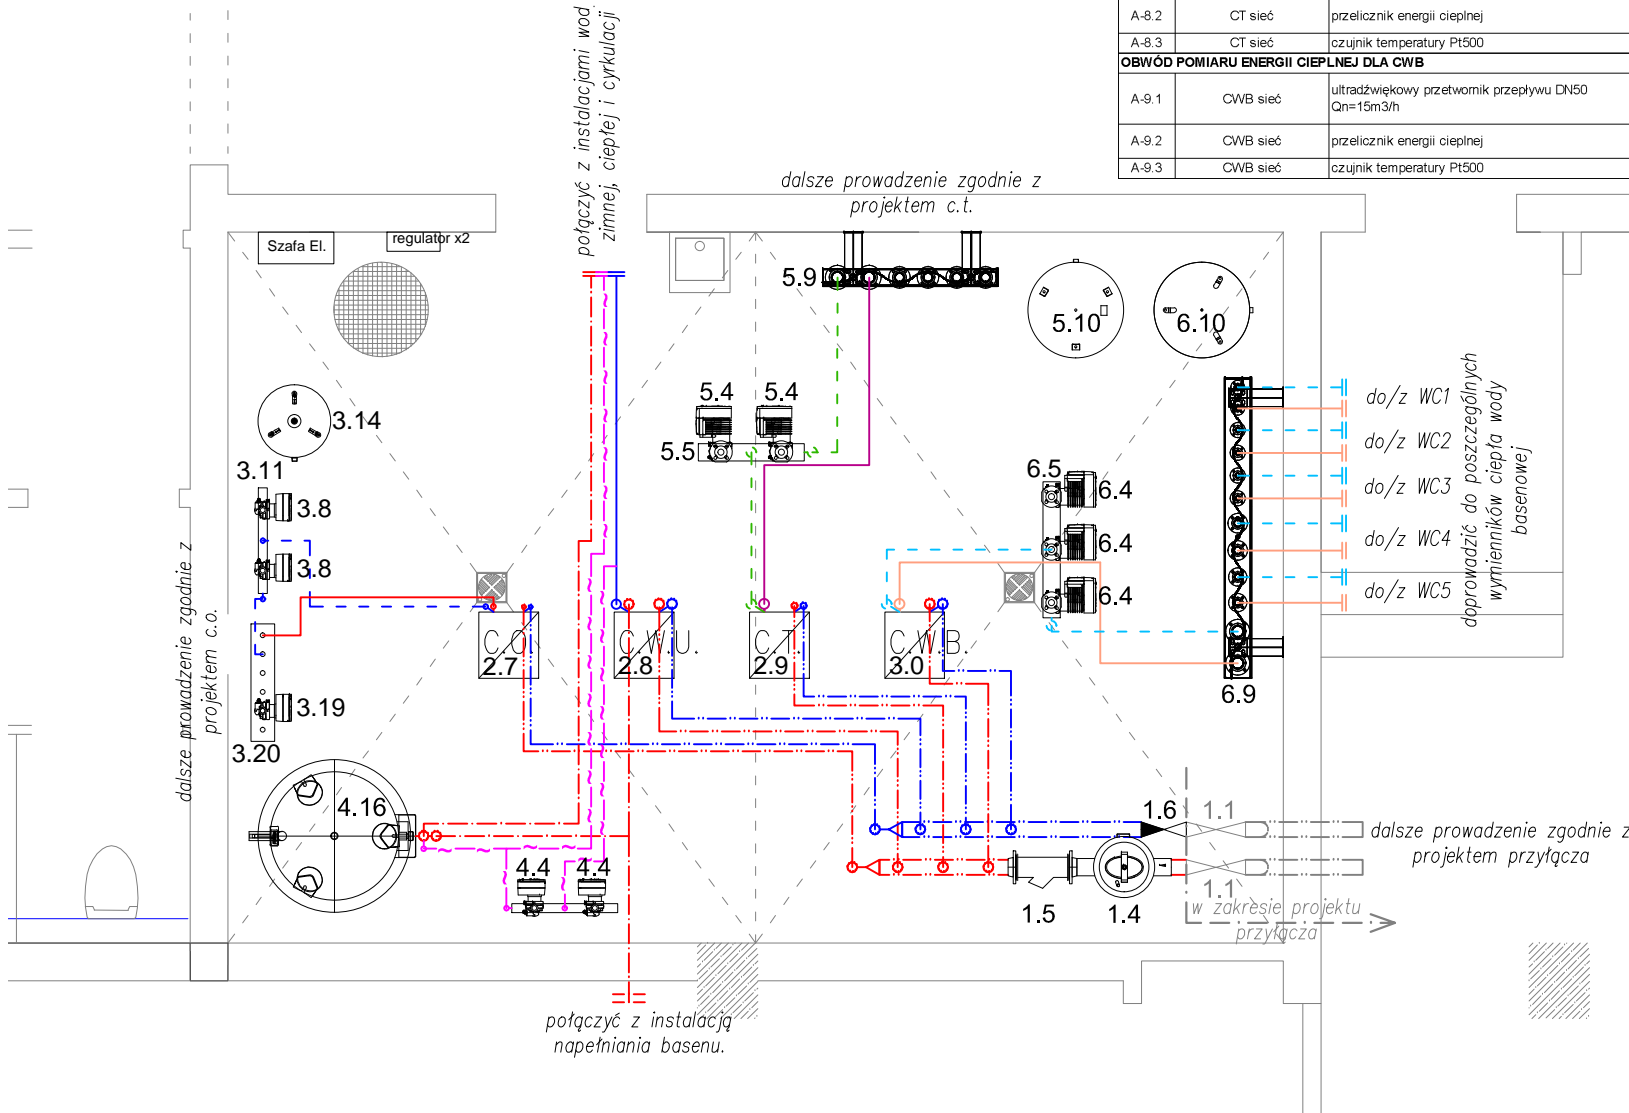 A-8.2 CT sieć przelicznik energii cieplnej
A-8.3 CT sieć czujnik temperatury Pt500
OBWÓD POMIARU ENERGII CIEPLNEJ DLA CWB
A-9.1 CWB sieć ultradźwiękowy przetwornik przepływu DN50
Qn=15m3/h
A-9.2 CWB sieć przelicznik energii cieplnej
A-9.3 CWB sieć czujnik temperatury Pt500
połączyć z instalacjami wod
zimnej, ciepłej i cyrkulacji
dalsze prowadzenie zgodnie z
projektem c.t.
Szafa El.
regulator x2
5.9
5.10
6.10
3.14
5.4
5.4
5.5
3.11
3.8
3.8
6.5
6.4
6.4
6.4
do/z WC1
do/z WC2
do/z WC3
do/z WC4
do/z WC5
doprowadzić do poszczególnych
wymienników ciepła wody
basenowej
dalsze prowadzenie zgodnie z
projektem c.o.
C.O.
2.7
C.W.U.
2.8
C.T.
2.9
C.W.B.
3.0
3.19
3.20
6.9
4.16
4.4
4.4
1.6
1.1
1.1
1.5
1.4
dalsze prowadzenie zgodnie z
projektem przyłącza
w zakresie projektu
przyłącza
połączyć z instalacją
napełniania basenu.